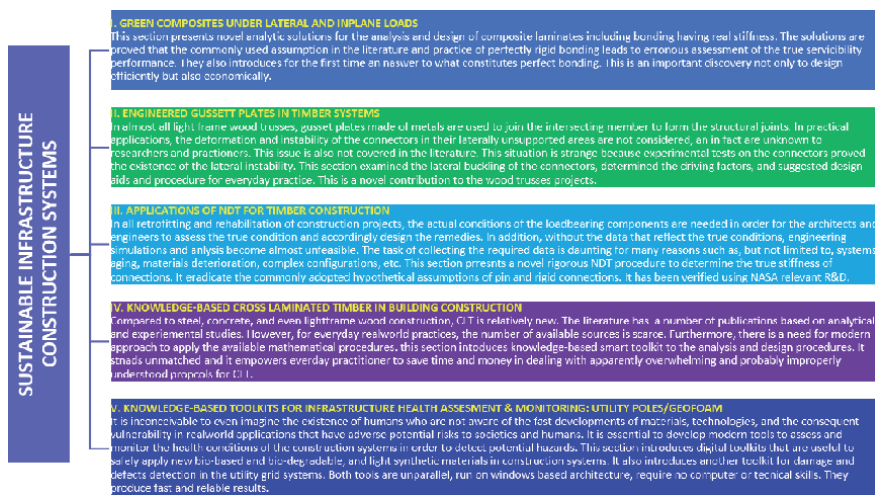 SUSTAINABLE INFRASTRUCTURE
CONSTRUCTION SYSTEMS
I. GREEN COMPOSITES UNDER LATERAL AND INPLANE LOADS
This section presents novel analytic solutions for the analysis and design of composite laminates including bonding having real stiffness. The solutions are
proved that the commonly used assumption in the literature and practice of perfectly rigid bonding leads to erronous assessment of the true servicibility
performance. They also introduces for the first time an naswer to what constitutes perfect bonding. This is an important discovery not only to design
efficiently but also economically.
II. ENGINEERED GUSSETT PLATES IN TIMBER SYSTEMS
In almost all light frame wood trusses, gusset plates made of metals are used to join the intersecting member to form the structural joints. In practical
applications, the deformation and instability of the connectors in their laterally unsupported areas are not considered, an in fact are unknown to
researchers and practioners. This issue is also not covered in the literature. This situation is strange because experimental tests on the connectors proved
the existence of the lateral instability. This section examined the lateral buckling of the connectors, determined the driving factors, and suggested design
aids and procedure for everyday practice. This is a novel contribution to the wood trusses projects.
III. APPLICATIONS OF NDT FOR TIMBER CONSTRUCTION
In all retrofitting and rehabilitation of construction projects, the actual conditions of the loadbearing components are needed in order for the architects and
engineers to assess the true condition and accordingly design the remedies. In addition, without the data that reflect the true conditions, engineering
simulations and anlysis become almost unfeasible. The task of collecting the required data is daunting for many reasons such as, but not limited to, systems
aging, materials deterioration, complex configurations, etc. This section presnts a novel rigorous NDT procedure to determine the true stiffness of
connections. It eradicate the commonly adopted hypothetical assumptions of pin and rigid connections. It has been verified using NASA relevant R&D.
IV. KNOWLEDGE-BASED CROSS LAMINATED TIMBER IN BUILDING CONSTRUCTION
Compared to steel, concrete, and even lightframe wood construction, CLT is relatively new. The literature has a number of publications based on analytical
and experiemental studies. However, for everyday realworld practices, the number of available sources is scarce. Furthermore, there is a need for modern
approach to apply the available mathematical procedures. this section intoduces knowledge-based smart toolkit to the analysis and design procedures. It
stnads unmatched and it empowers everday practitioner to save time and money in dealing with apparently overwhelming and probably improperly
understood propcols for CLT.
V. KNOWLEDGE-BASED TOOLKITS FOR INFRASTRUCTURE HEALTH ASSESMENT & MONITORING: UTILITY POLES/GEOFOAM
It is inconceivable to even imagine the existence of humans who are not aware of the fast developments of materials, technologies, and the consequent
vulnerability in realworld applications that have adverse potential risks to societies and humans. It is essential to develop modern tools to assess and
monitor the health conditions of the construction systems in order to detect potential hazards. This section introduces digital toolkits that are useful to
safely apply new bio-based and bio-degradable, and light synthetic materials in construction systems. It also introduces another toolkit for damage and
defects detection in the utility grid systems. Both tools are unparallel, run on windows based architecture, require no computer or tecnical skills. They
produce fast and reliable results.